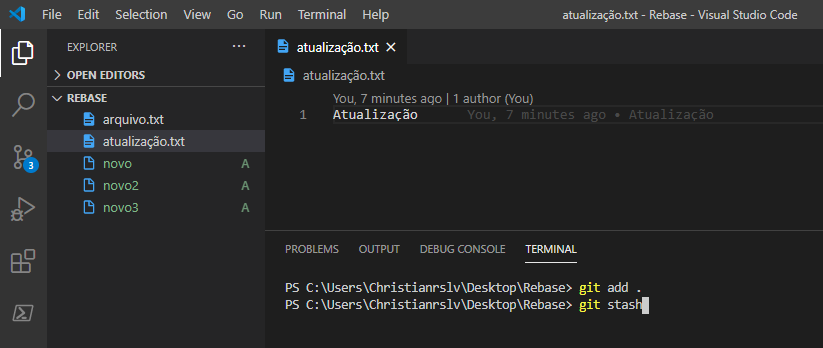 File Edit Selection View Go Run Terminal Help atualização.txt - Rebase - Visual Studio Code
EXPLORER ···
OPEN EDITORS
REBASE
arquivo.txt
atualização.txt
novo A
novo2 A
novo3 A
3
atualização.txt
atualização.txt
You, 7 minutes ago | 1 author (You)
1 Atualização You, 7 minutes ago • Atualização
PROBLEMS OUTPUT DEBUG CONSOLE TERMINAL
PS C:\Users\Christianrslv\Desktop\Rebase> git add .
PS C:\Users\Christianrslv\Desktop\Rebase> git stash